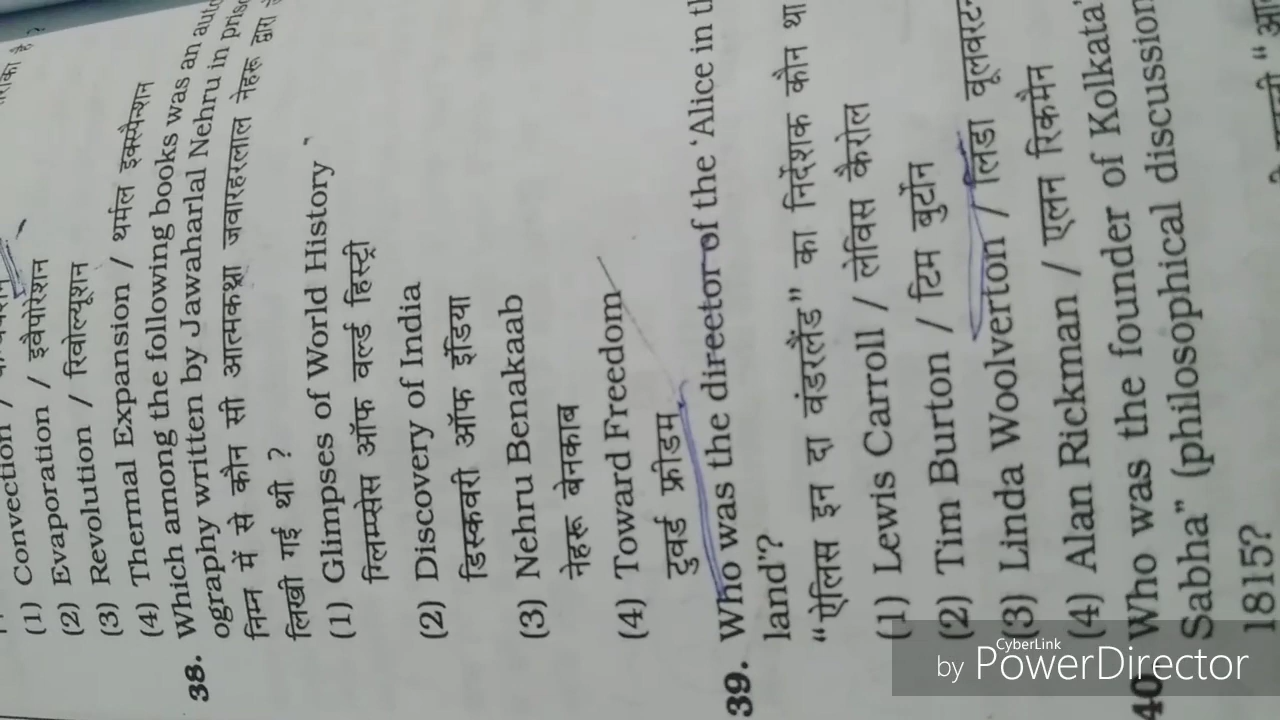 (1) Convection /
(2) Evaporation / इवैपोरेशन
(3) Revolution / रिवोल्यूशन
(4) Thermal Expansion / थर्मल इक्स्पैन्शन
38. Which among the following books was an auto
ography written by Jawaharlal Nehru in priso
निम्न में से कौन सी आत्मकथा जवारहरलाल नेहरू द्वारा
लिखी गई थी ?
(1) Glimpses of World History
ग्लिम्प्सेस ऑफ वर्ल्ड हिस्ट्री
(2) Discovery of India
डिस्कवरी ऑफ इंडिया
(3) Nehru Benakaab
नेहरू बेनकाब
(4) Toward Freedom
टुवर्ड फ्रीडम
39. Who was the direetor of the 'Alice in th
land'?
“ऐलिस इन दा वंडरलैंड” का निर्देशक कौन था
(1) Lewis Carroll / लेविस कैरोल
(2) Tim Burton / टिम बुर्टोन
(3) Linda Woolverton / लिंडा वूलवरट
(4) Alan Rickman / एलन रिकमैन
40 Who was the founder of Kolkata'
Sabha” (philosophical discussion
1815?
CyberLink
by PowerDirector